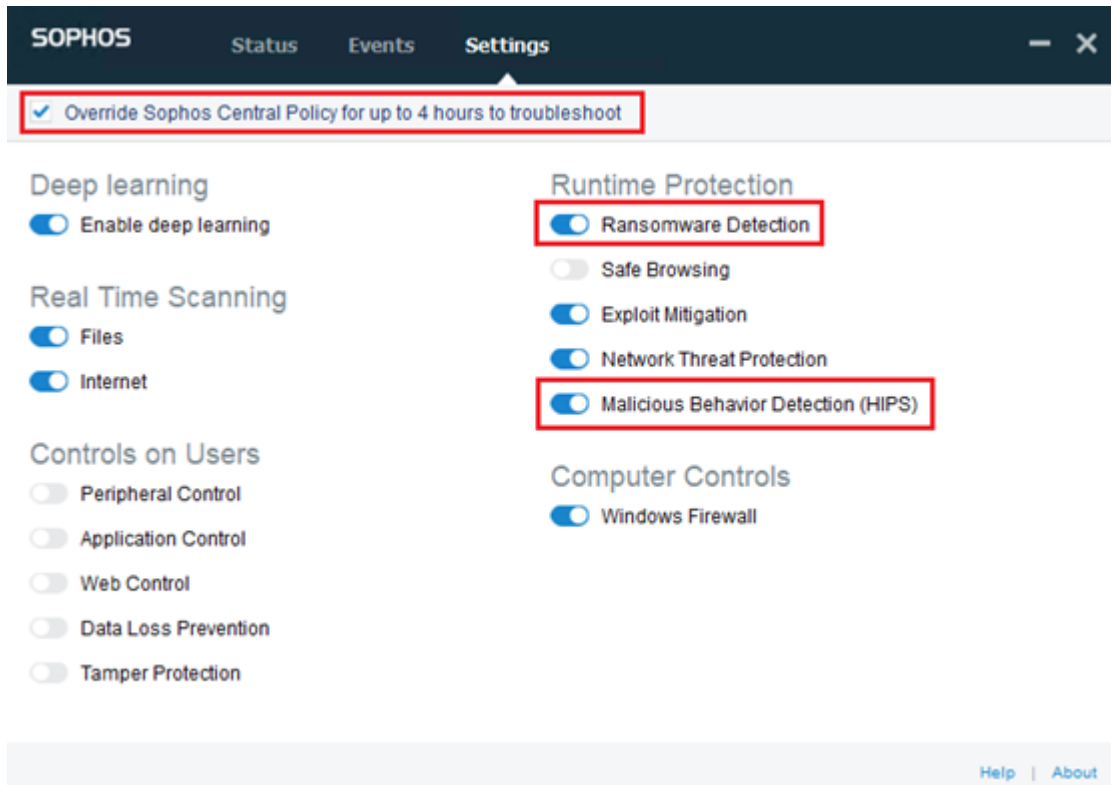 SOPHOS
Status Events Settings
Override Sophos Central Policy for up to 4 hours to troubleshoot
Deep learning
Enable deep learning
Real Time Scanning
Files
Internet
Controls on Users
Peripheral Control
Application Control
Web Control
Data Loss Prevention
Tamper Protection
Runtime Protection
Ransomware Detection
Safe Browsing
Exploit Mitigation
Network Threat Protection
Malicious Behavior Detection (HIPS)
Computer Controls
Windows Firewall
Help | About